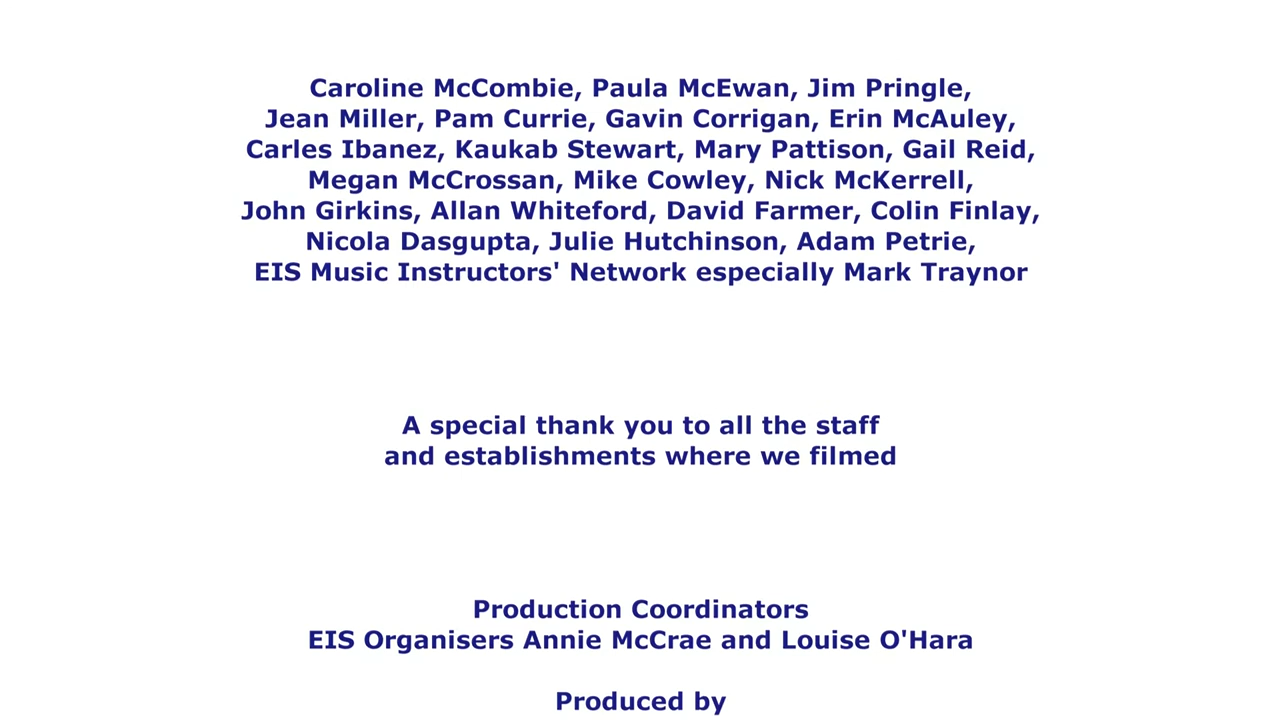 Caroline McCombie, Paula McEwan, Jim Pringle,
Jean Miller, Pam Currie, Gavin Corrigan, Erin McAuley,
Carles Ibanez, Kaukab Stewart, Mary Pattison, Gail Reid,
Megan McCrossan, Mike Cowley, Nick McKerrell,
John Girkins, Allan Whiteford, David Farmer, Colin Finlay,
Nicola Dasgupta, Julie Hutchinson, Adam Petrie,
EIS Music Instructors' Network especially Mark Traynor
A special thank you to all the staff
and establishments where we filmed
Production Coordinators
EIS Organisers Annie McCrae and Louise O'Hara
Produced by